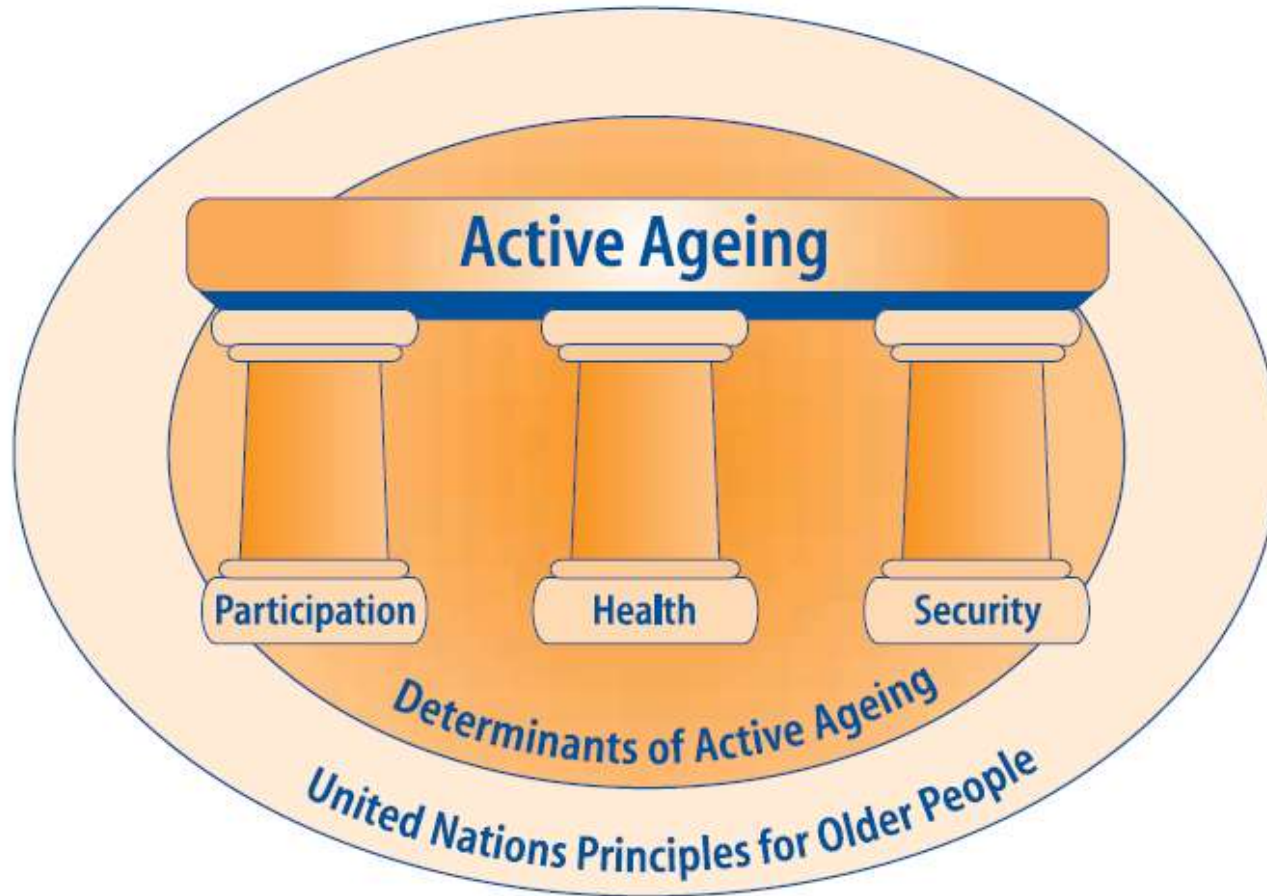 Active Ageing
Participation
Health
Security
Determinants of Active Ageing
United Nations Principles for Older People